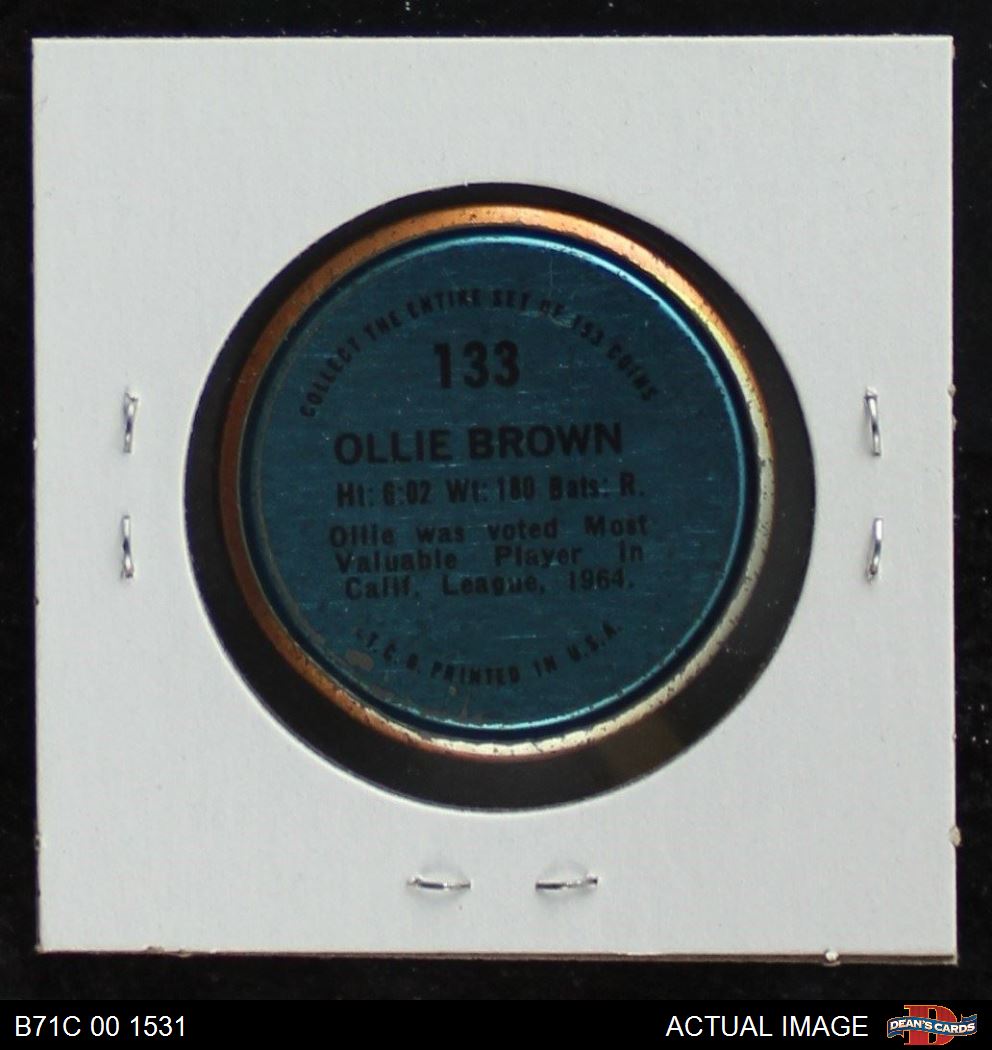 COLLECT THE ENTIRE SET OF 153 COINS
133
OLLIE BROWN
Ht: 6:02 Wt: 180 Bats: R.
Ollie was voted Most
Valuable Player in
Calif. League, 1964.
T.C.G. PRINTED IN U.S.A.
B71C 00 1531
ACTUAL IMAGE
DEAN'S CARDS